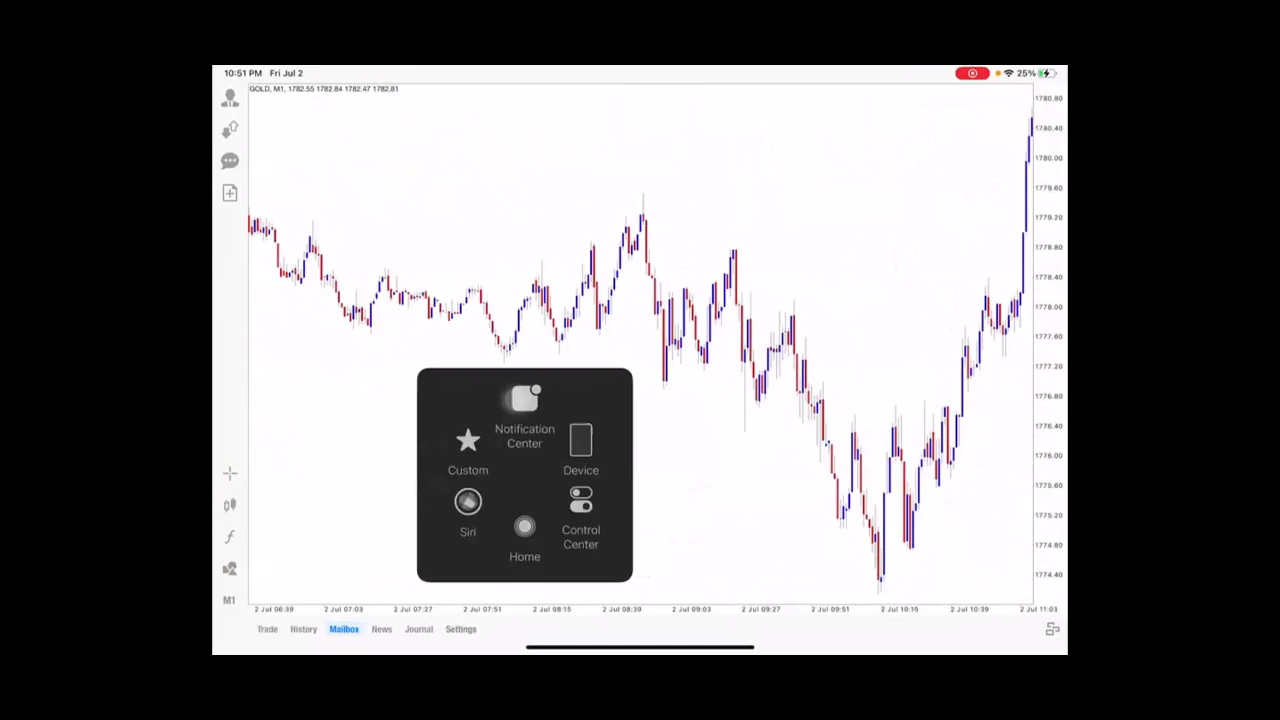 10:51 PM Fri Jul 2
25%
GOLD, M1, 1782.55 1782.84 1782.47 1782.81
1780.80
1780.40
1780.00
1779.60
1779.20
1778.80
1778.40
1778.00
1777.60
1777.20
1776.80
1776.40
1776.00
1775.60
1775.20
1774.80
1774.40
Notification
Center
Custom
Device
Siri
Control
Center
Home
f
M1
2 Jul 06:39 2 Jul 07:03 2 Jul 07:27 2 Jul 07:51 2 Jul 08:15 2 Jul 08:39 2 Jul 09:03 2 Jul 09:27 2 Jul 09:51 2 Jul 10:15 2 Jul 10:39 2 Jul 11:03
Trade History Mailbox News Journal Settings